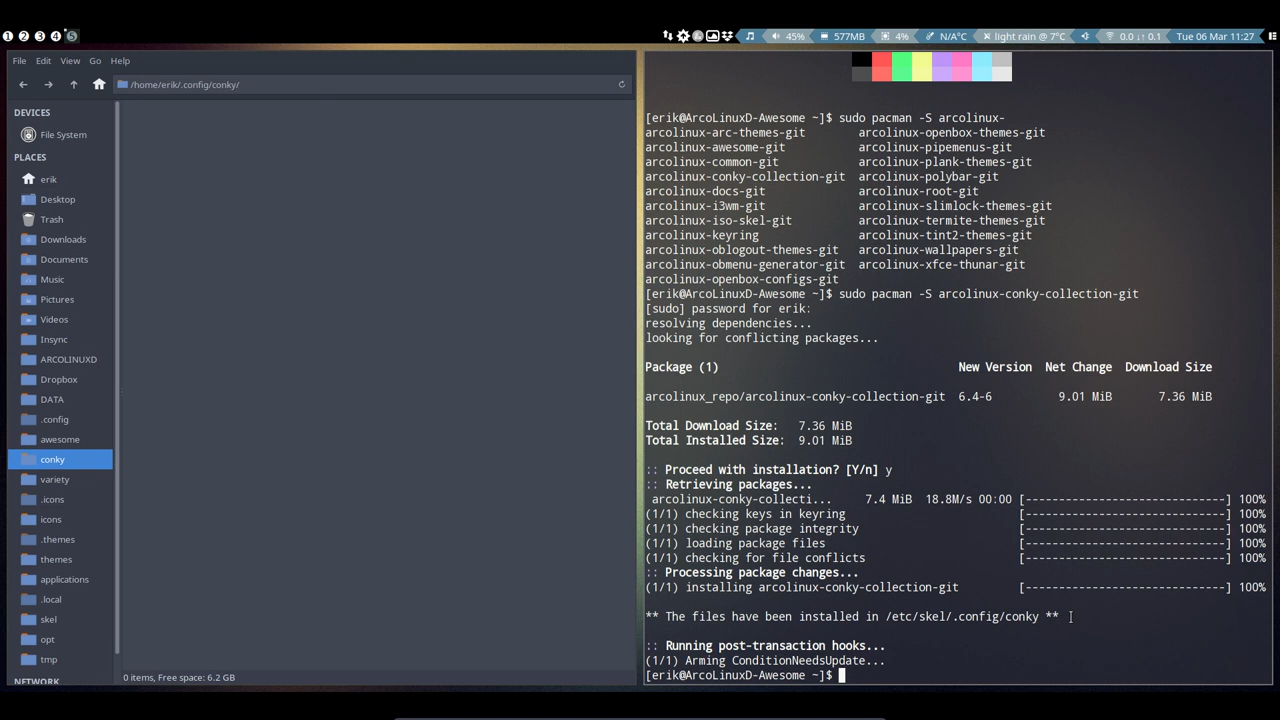 1 2 3 4 5
45% 577MB 4% N/A°C light rain @ 7°C 0.0 ↓↑ 0.1 Tue 06 Mar 11:27
File Edit View Go Help
/home/erik/.config/conky/
DEVICES
File System
PLACES
erik
Desktop
Trash
Downloads
Documents
Music
Pictures
Videos
Insync
ARCOLINUXD
Dropbox
DATA
.config
awesome
conky
variety
.icons
icons
.themes
themes
applications
.local
skel
opt
tmp
NETWORK
0 items, Free space: 6.2 GB
[erik@ArcoLinuxD-Awesome ~]$ sudo pacman -S arcolinux-
arcolinux-arc-themes-git arcolinux-openbox-themes-git
arcolinux-awesome-git arcolinux-pipemenus-git
arcolinux-common-git arcolinux-plank-themes-git
arcolinux-conky-collection-git arcolinux-polybar-git
arcolinux-docs-git arcolinux-root-git
arcolinux-i3wm-git arcolinux-slimlock-themes-git
arcolinux-iso-skel-git arcolinux-termite-themes-git
arcolinux-keyring arcolinux-tint2-themes-git
arcolinux-oblogout-themes-git arcolinux-wallpapers-git
arcolinux-obmenu-generator-git arcolinux-xfce-thunar-git
arcolinux-openbox-configs-git
[erik@ArcoLinuxD-Awesome ~]$ sudo pacman -S arcolinux-conky-collection-git
[sudo] password for erik:
resolving dependencies...
looking for conflicting packages...
Package (1) New Version Net Change Download Size
arcolinux_repo/arcolinux-conky-collection-git 6.4-6 9.01 MiB 7.36 MiB
Total Download Size: 7.36 MiB
Total Installed Size: 9.01 MiB
:: Proceed with installation? [Y/n] y
:: Retrieving packages...
arcolinux-conky-collecti... 7.4 MiB 18.8M/s 00:00 [----------------------------] 100%
(1/1) checking keys in keyring [----------------------------] 100%
(1/1) checking package integrity [----------------------------] 100%
(1/1) loading package files [----------------------------] 100%
(1/1) checking for file conflicts [----------------------------] 100%
:: Processing package changes...
(1/1) installing arcolinux-conky-collection-git [----------------------------] 100%
** The files have been installed in /etc/skel/.config/conky **
:: Running post-transaction hooks...
(1/1) Arming ConditionNeedsUpdate...
[erik@ArcoLinuxD-Awesome ~]$